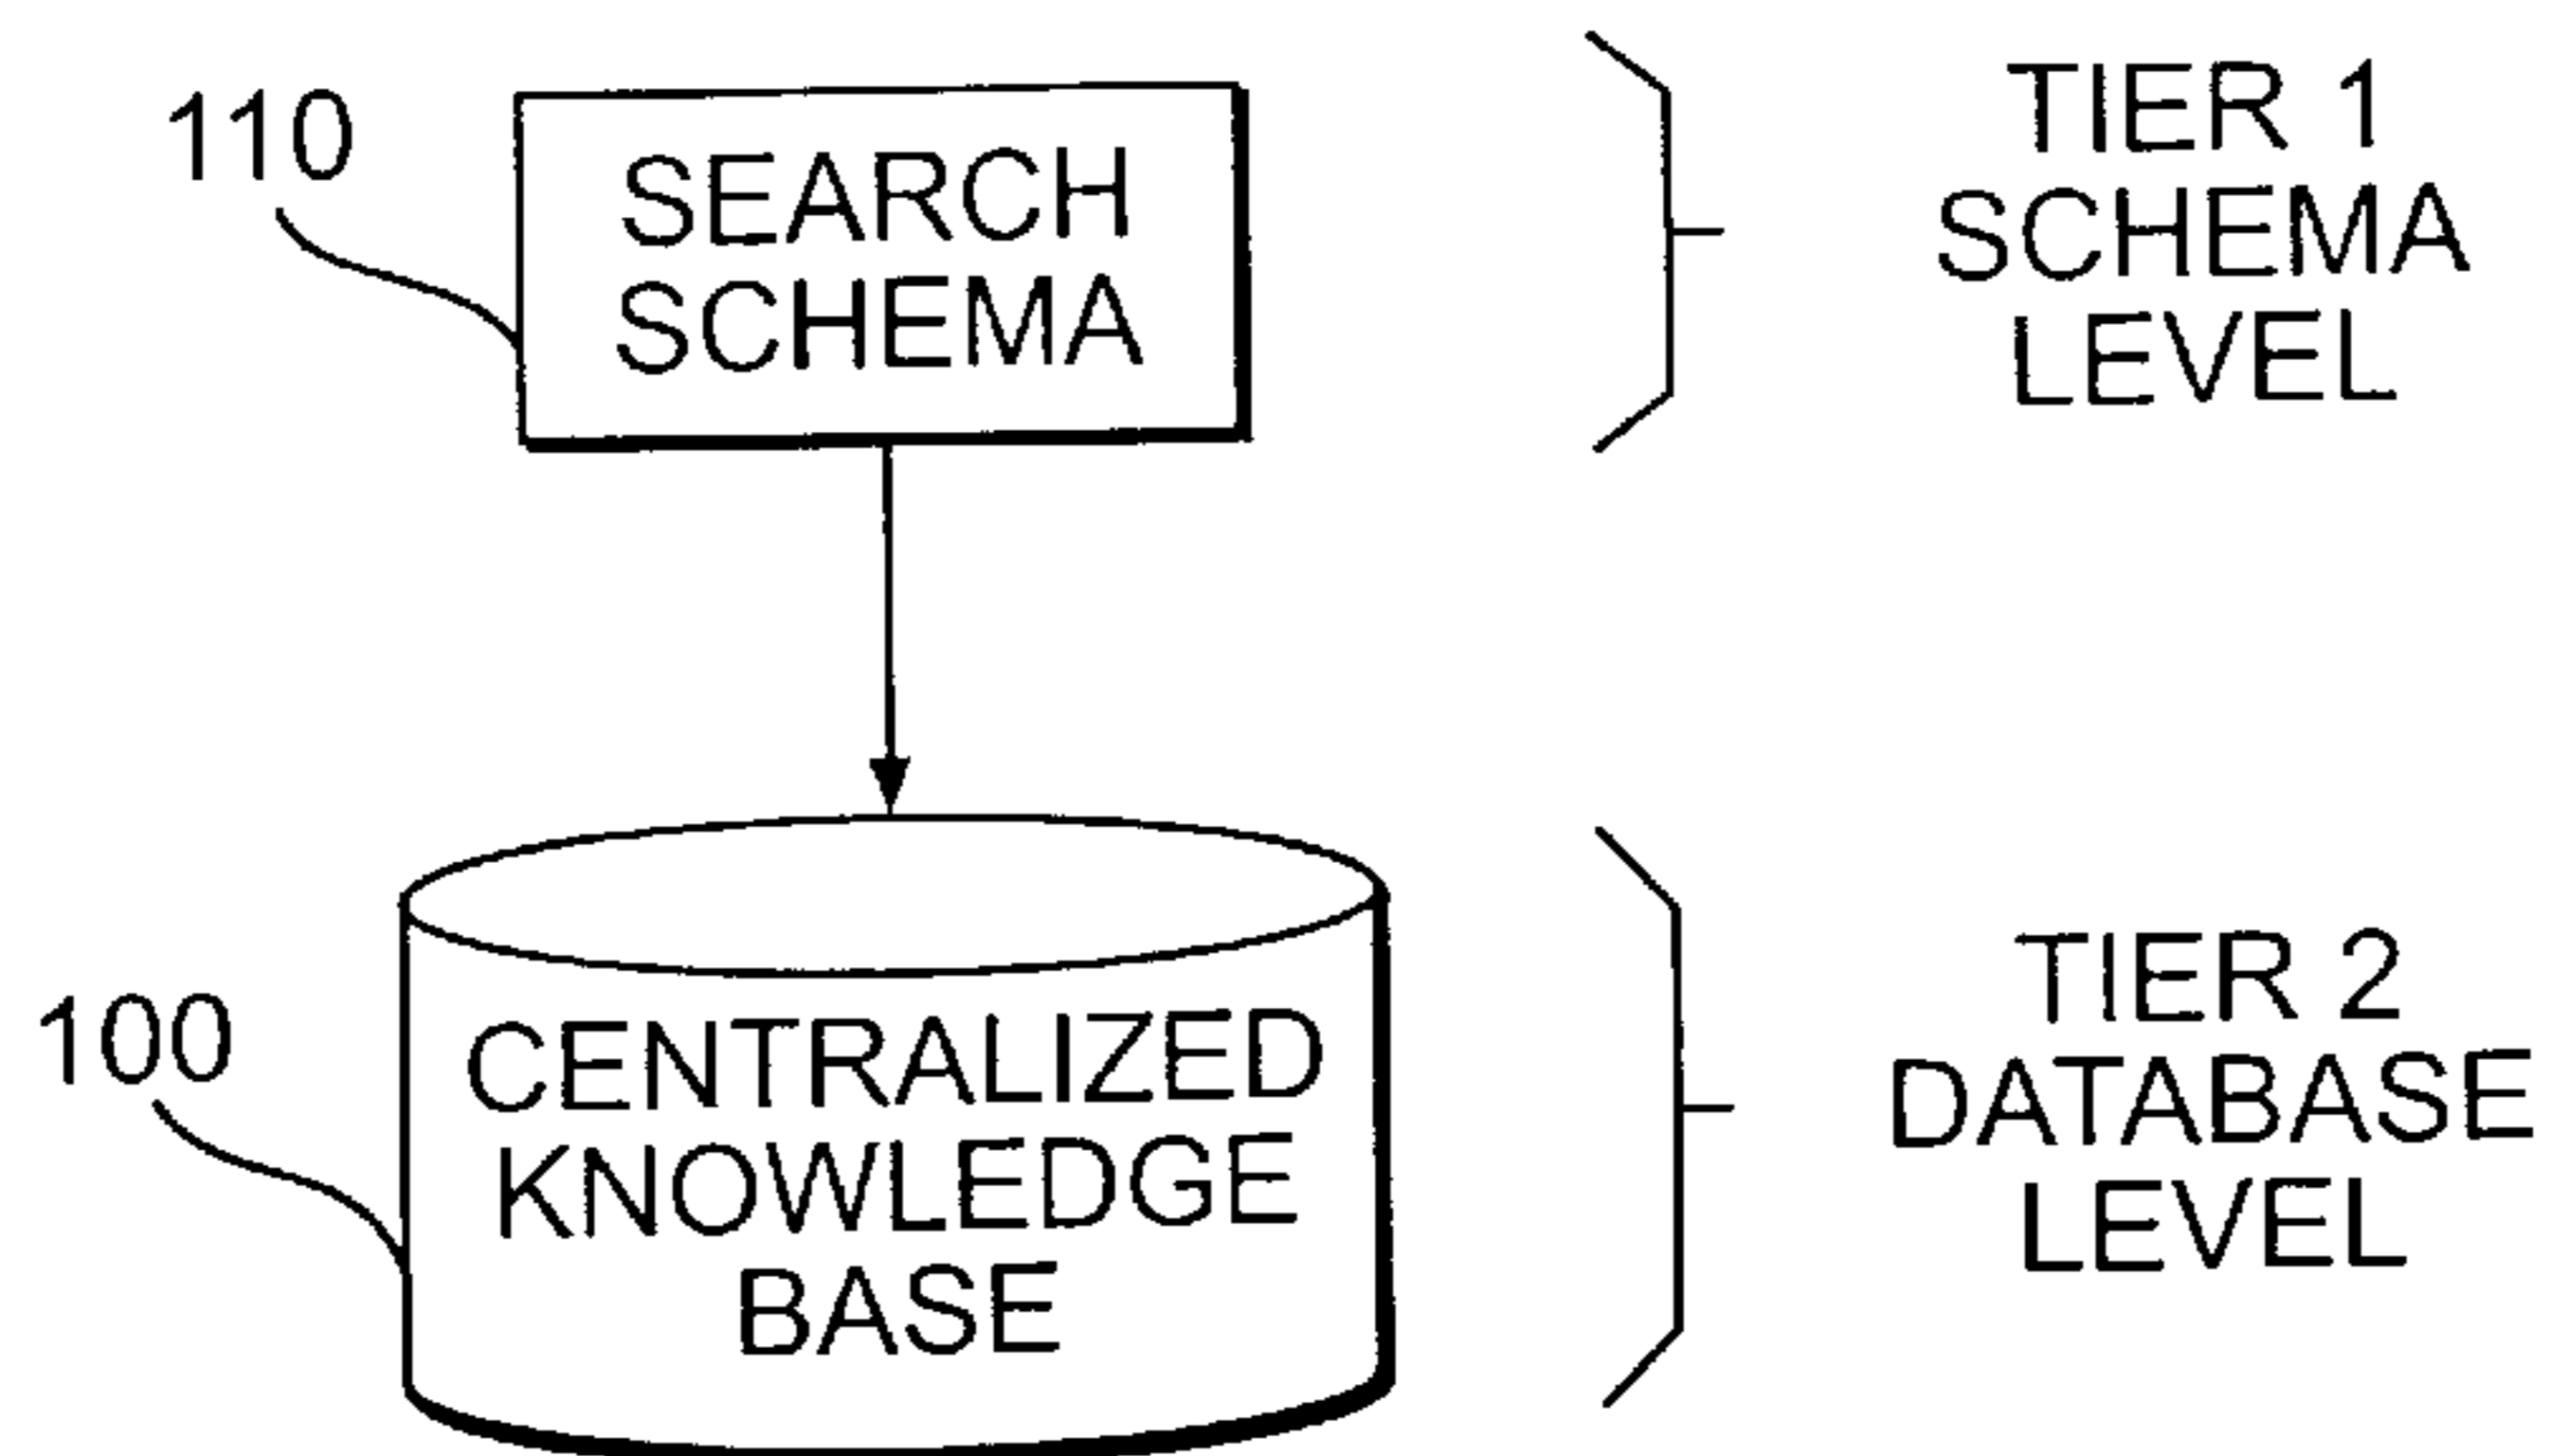 110
SEARCH
SCHEMA
TIER 1
SCHEMA
LEVEL
100
CENTRALIZED
KNOWLEDGE
BASE
TIER 2
DATABASE
LEVEL